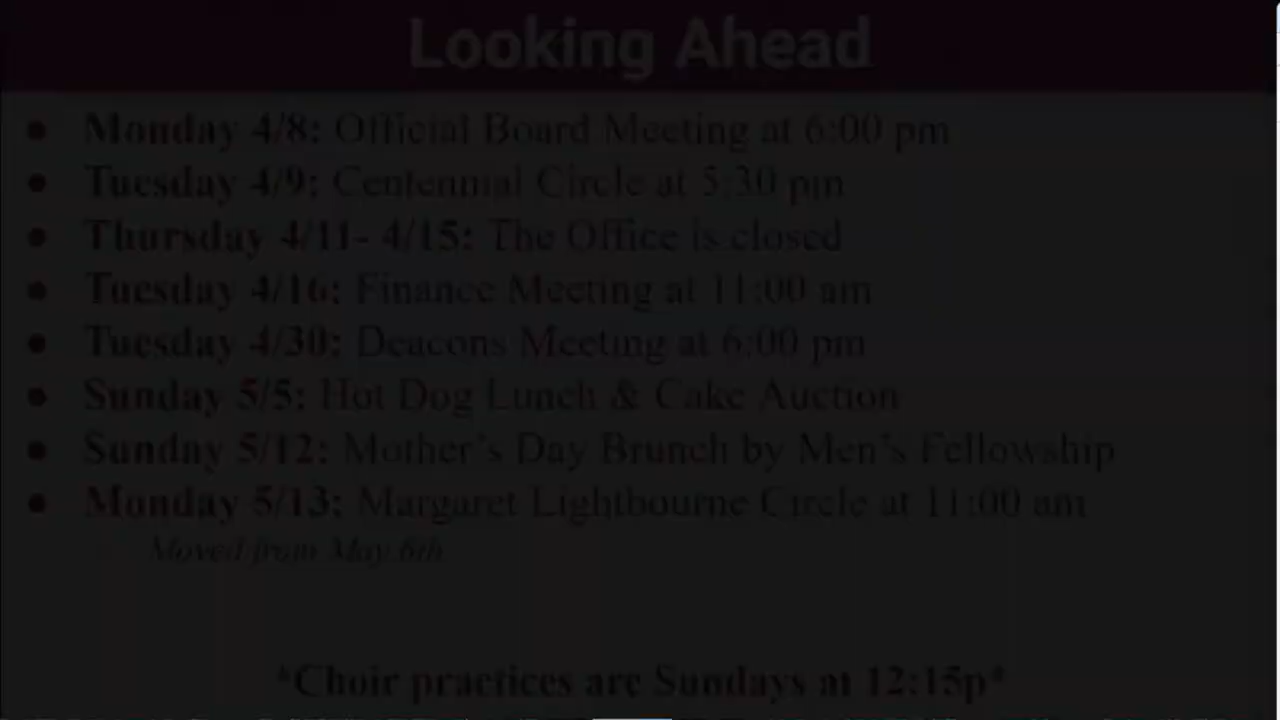 Looking Ahead
● Monday 4/8: Official Board Meeting at 6:00 pm
● Tuesday 4/9: Centennial Circle at 5:30 pm
● Thursday 4/11- 4/15: The Office is closed
● Tuesday 4/16: Finance Meeting at 11:00 am
● Tuesday 4/30: Deacons Meeting at 6:00 pm
● Sunday 5/5: Hot Dog Lunch & Cake Auction
● Sunday 5/12: Mother's Day Brunch by Men's Fellowship
● Monday 5/13: Margaret Lightbourne Circle at 11:00 am
Moved from May 6th
*Choir practices are Sundays at 12:15p*